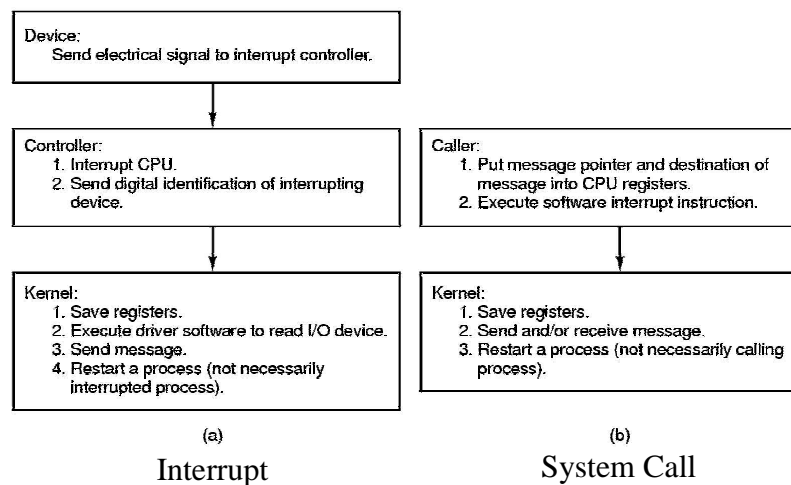 Device:
Send electrical signal to interrupt controller.
Controller:
1. Interrupt CPU.
2. Send digital identification of interrupting
device.
Kernel:
1. Save registers.
2. Execute driver software to read I/O device.
3. Send message.
4. Restart a process (not necessarily
interrupted process).
(a)
Interrupt
Caller:
1. Put message pointer and destination of
message into CPU registers.
2. Execute software interrupt instruction.
Kernel:
1. Save registers.
2. Send and/or receive message.
3. Restart a process (not necessarily calling
process).
(b)
System Call